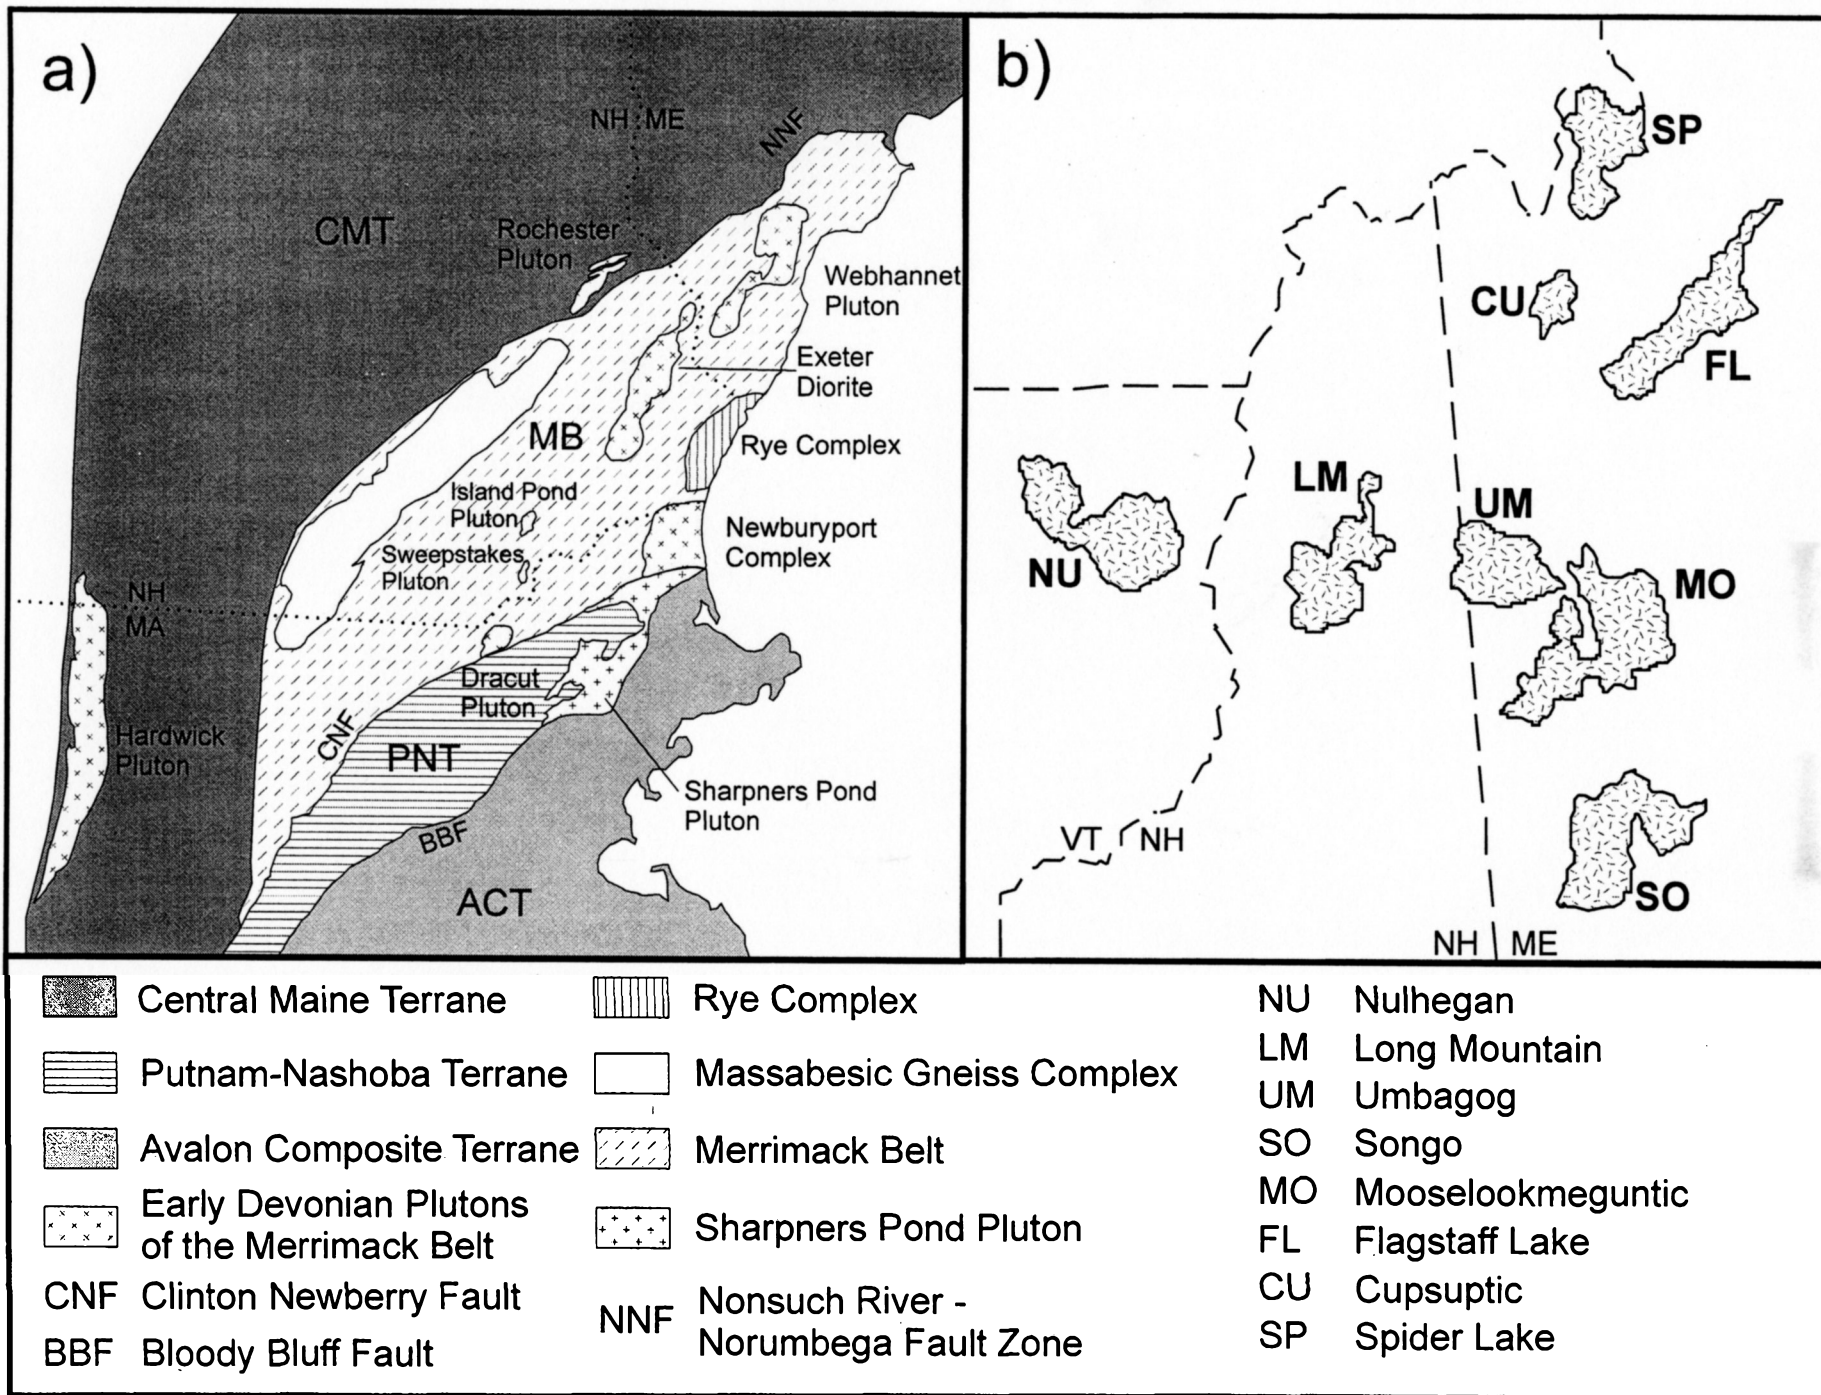 a)
NH ME
NNF
CMT
Rochester
Pluton
Webhannet
Pluton
Exeter
Diorite
MB
Rye Complex
Island Pond
Pluton
Newburyport
Complex
Sweepstakes
Pluton
NH
MA
Dracut
Pluton
CNF
Hardwick
Pluton
PNT
Sharpners Pond
Pluton
BBF
ACT
b)
SP
CU
FL
LM
UM
NU
MO
VT NH
SO
NH ME
Central Maine Terrane
Putnam-Nashoba Terrane
Avalon Composite Terrane
Early Devonian Plutons
of the Merrimack Belt
CNF Clinton Newberry Fault
BBF Bloody Bluff Fault
Rye Complex
Massabesic Gneiss Complex
Merrimack Belt
Sharpners Pond Pluton
NNF Nonsuch River -
Norumbega Fault Zone
NU Nulhegan
LM Long Mountain
UM Umbagog
SO Songo
MO Mooselookmeguntic
FL Flagstaff Lake
CU Cupsuptic
SP Spider Lake